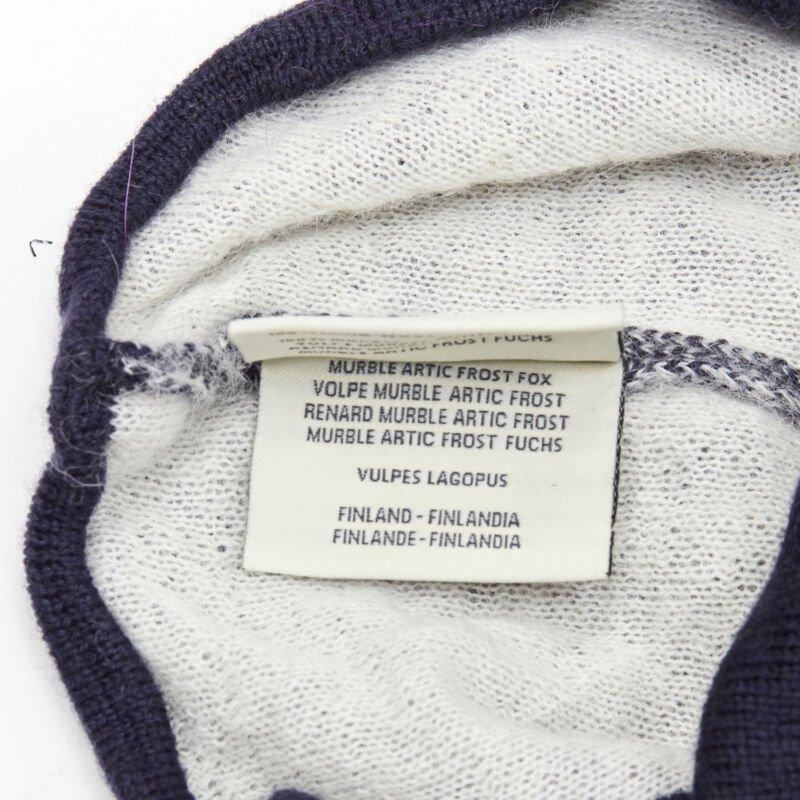 MURBLE ARTIC FROST FUCHS
MURBLE ARTIC FROST FOX
VOLPE MURBLE ARTIC FROST
RENARD MURBLE ARTIC FROST
MURBLE ARTIC FROST FUCHS
VULPES LAGOPUS
FINLAND - FINLANDIA
FINLANDE - FINLANDIA